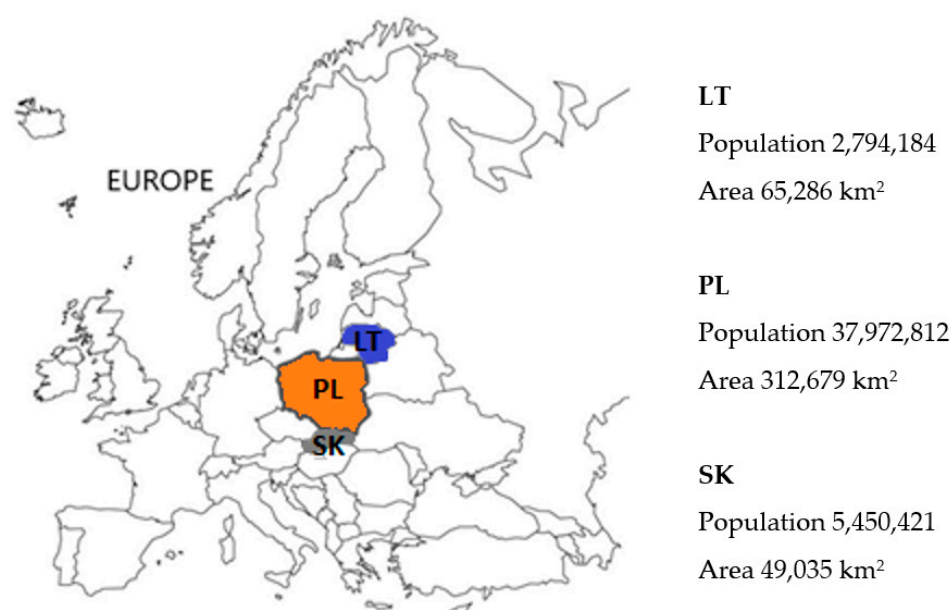 EUROPE
LT
PL
SK
LT
Population 2,794,184
Area 65,286 km²
PL
Population 37,972,812
Area 312,679 km²
SK
Population 5,450,421
Area 49,035 km²